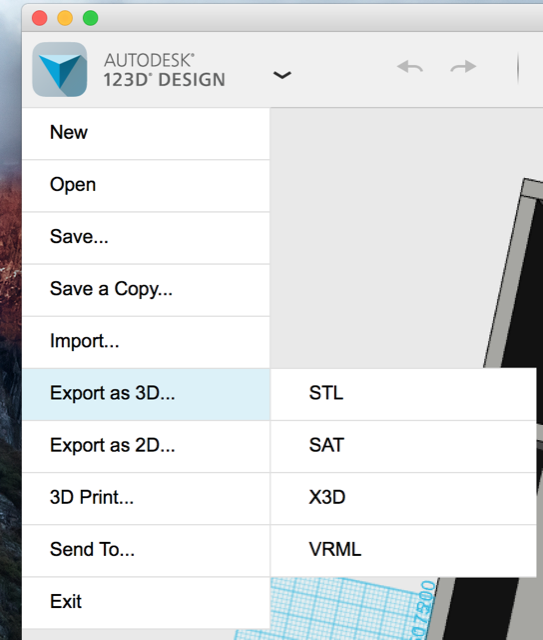 AUTODESK®
123D® DESIGN
New
Open
Save...
Save a Copy...
Import...
Export as 3D...
STL
Export as 2D...
SAT
3D Print...
X3D
Send To...
VRML
Exit